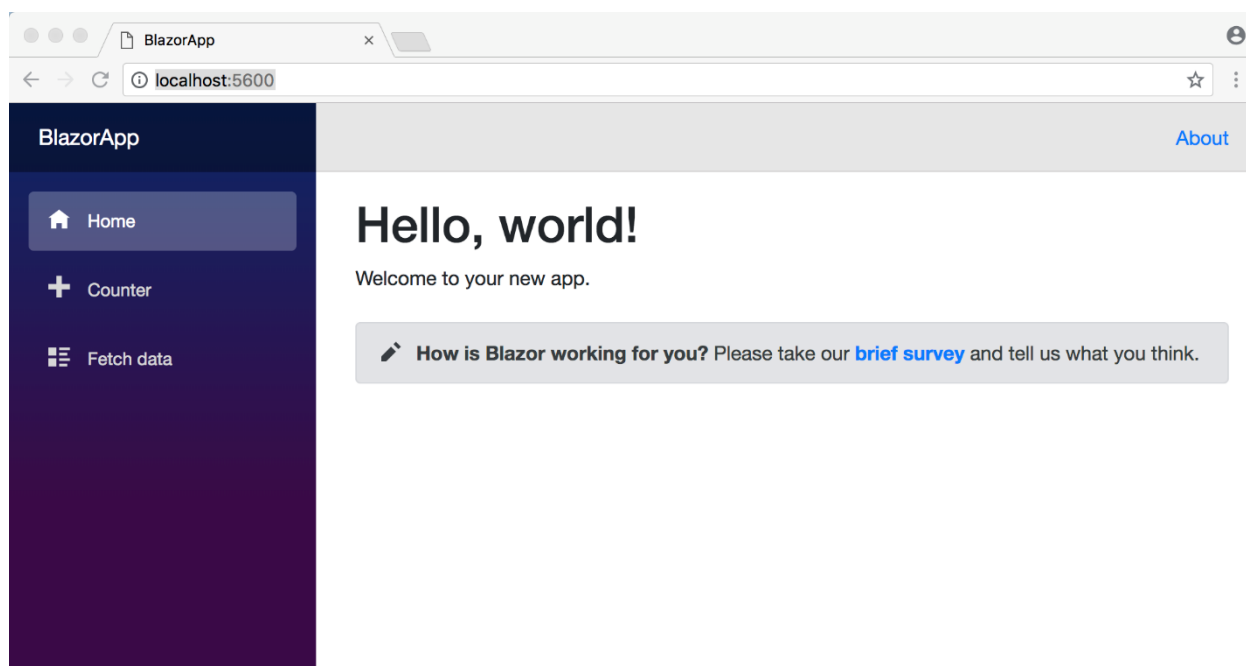 BlazorApp
localhost:5600
BlazorApp
About
Home
Hello, world!
Welcome to your new app.
Counter
Fetch data
How is Blazor working for you? Please take our brief survey and tell us what you think.